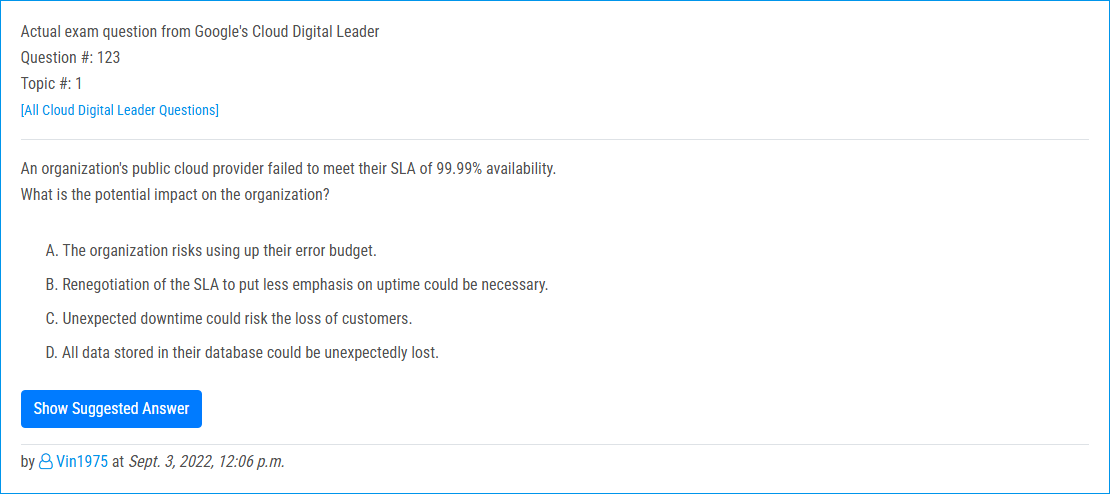 Actual exam question from Google's Cloud Digital Leader
Question #: 123
Topic #: 1
[All Cloud Digital Leader Questions]
An organization's public cloud provider failed to meet their SLA of 99.99% availability.
What is the potential impact on the organization?
A. The organization risks using up their error budget.
B. Renegotiation of the SLA to put less emphasis on uptime could be necessary.
C. Unexpected downtime could risk the loss of customers.
D. All data stored in their database could be unexpectedly lost.
Show Suggested Answer
by Vin1975 at Sept. 3, 2022, 12:06 p.m.